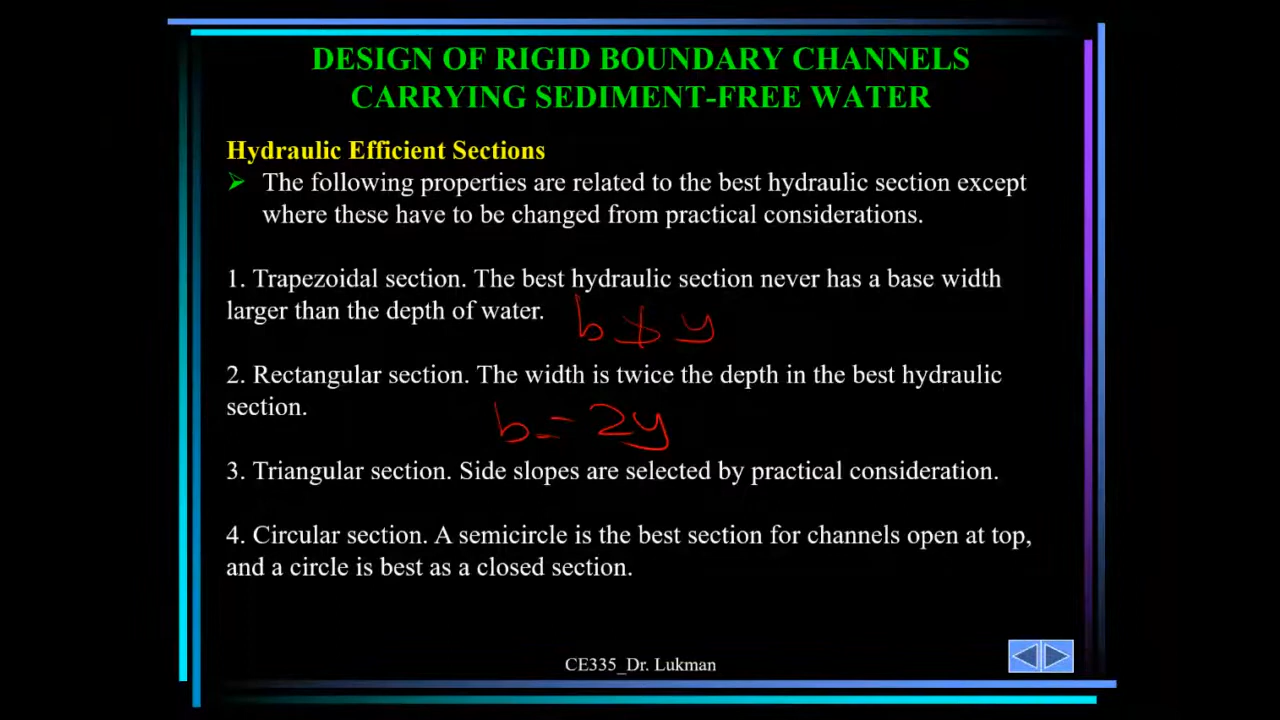 DESIGN OF RIGID BOUNDARY CHANNELS
CARRYING SEDIMENT-FREE WATER
Hydraulic Efficient Sections
The following properties are related to the best hydraulic section except
where these have to be changed from practical considerations.
1. Trapezoidal section. The best hydraulic section never has a base width
larger than the depth of water.
b ≯ y
2. Rectangular section. The width is twice the depth in the best hydraulic
section.
b = 2y
3. Triangular section. Side slopes are selected by practical consideration.
4. Circular section. A semicircle is the best section for channels open at top,
and a circle is best as a closed section.
CE335_Dr. Lukman